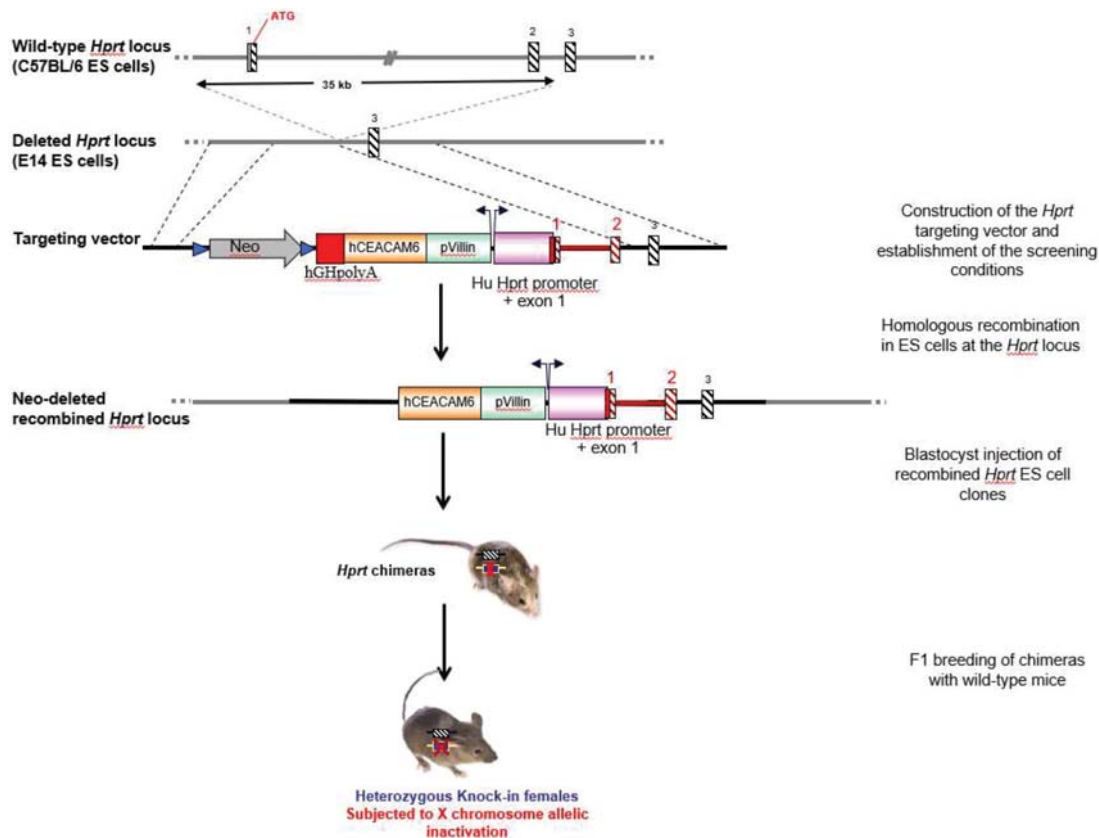 ATG
1
2
3
Wild-type Hprt locus
(C57BL/6 ES cells)
35 kb
3
Deleted Hprt locus
(E14 ES cells)
Targeting vector
Neo
hCEACAM6
pVillin
1
2
3
hGHpolyA
Hu Hprt promoter
+ exon 1
Construction of the Hprt
targeting vector and
establishment of the screening
conditions
Homologous recombination
in ES cells at the Hprt locus
Neo-deleted
recombined Hprt locus
hCEACAM6
pVillin
1
2
3
Hu Hprt promoter
+ exon 1
Blastocyst injection of
recombined Hprt ES cell
clones
Hprt chimeras
F1 breeding of chimeras
with wild-type mice
Heterozygous Knock-in females
Subjected to X chromosome allelic
inactivation